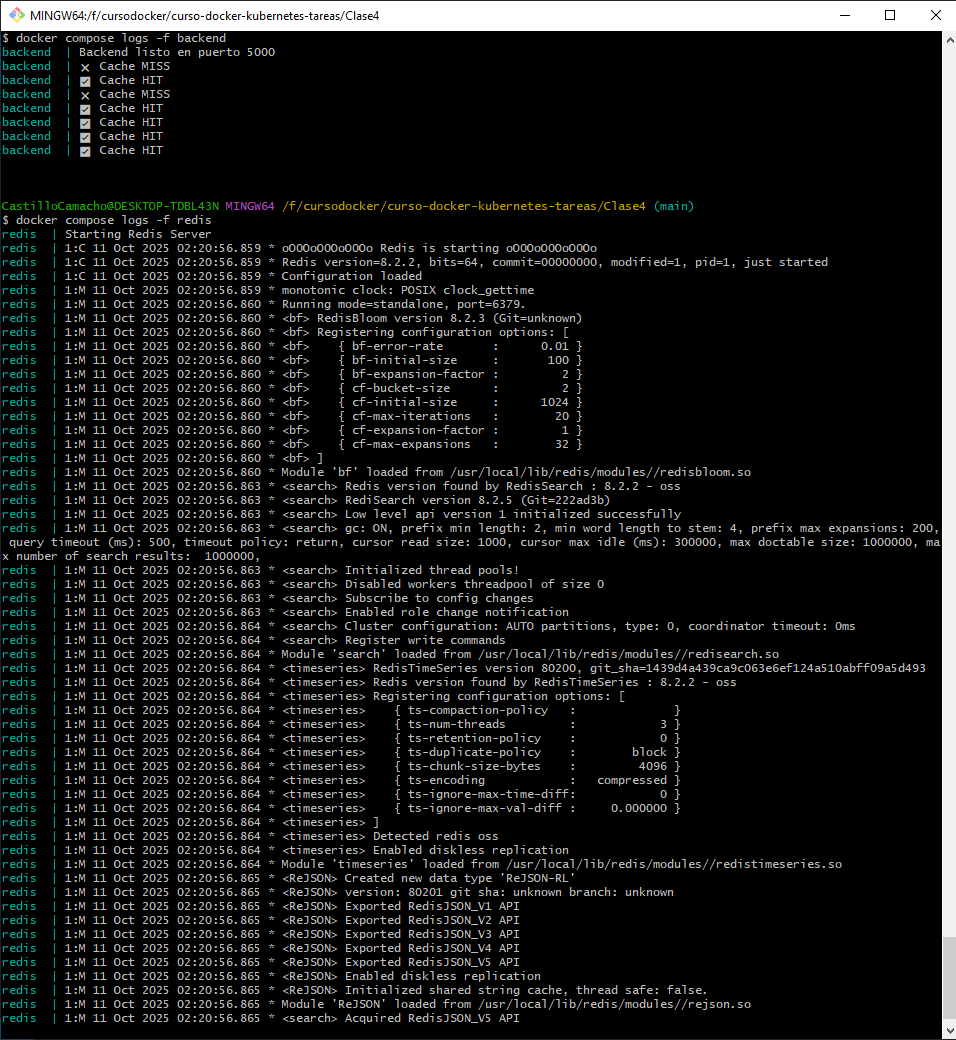 MINGW64:/f/cursodocker/curso-docker-kubernetes-tareas/Clase4
$ docker compose logs -f backend
backend  | Backend listo en puerto 5000
backend  | ✕ Cache MISS
backend  | ☑ Cache HIT
backend  | ✕ Cache MISS
backend  | ☑ Cache HIT
backend  | ☑ Cache HIT
backend  | ☑ Cache HIT
backend  | ☑ Cache HIT
CastilloCamacho@DESKTOP-TDBL43N MINGW64 /f/cursodocker/curso-docker-kubernetes-tareas/Clase4 (main)
$ docker compose logs -f redis
redis  | Starting Redis Server
redis  | 1:C 11 Oct 2025 02:20:56.859 * oO0OoO0OoO0Oo Redis is starting oO0OoO0OoO0Oo
redis  | 1:C 11 Oct 2025 02:20:56.859 * Redis version=8.2.2, bits=64, commit=00000000, modified=1, pid=1, just started
redis  | 1:C 11 Oct 2025 02:20:56.859 * Configuration loaded
redis  | 1:M 11 Oct 2025 02:20:56.859 * monotonic clock: POSIX clock_gettime
redis  | 1:M 11 Oct 2025 02:20:56.860 * Running mode=standalone, port=6379.
redis  | 1:M 11 Oct 2025 02:20:56.860 * <bf> RedisBloom version 8.2.3 (Git=unknown)
redis  | 1:M 11 Oct 2025 02:20:56.860 * <bf> Registering configuration options: [
redis  | 1:M 11 Oct 2025 02:20:56.860 * <bf>    { bf-error-rate       :      0.01 }
redis  | 1:M 11 Oct 2025 02:20:56.860 * <bf>    { bf-initial-size     :       100 }
redis  | 1:M 11 Oct 2025 02:20:56.860 * <bf>    { bf-expansion-factor :         2 }
redis  | 1:M 11 Oct 2025 02:20:56.860 * <bf>    { cf-bucket-size      :         2 }
redis  | 1:M 11 Oct 2025 02:20:56.860 * <bf>    { cf-initial-size     :      1024 }
redis  | 1:M 11 Oct 2025 02:20:56.860 * <bf>    { cf-max-iterations   :        20 }
redis  | 1:M 11 Oct 2025 02:20:56.860 * <bf>    { cf-expansion-factor :         1 }
redis  | 1:M 11 Oct 2025 02:20:56.860 * <bf>    { cf-max-expansions   :        32 }
redis  | 1:M 11 Oct 2025 02:20:56.860 * <bf> ]
redis  | 1:M 11 Oct 2025 02:20:56.860 * Module 'bf' loaded from /usr/local/lib/redis/modules//redisbloom.so
redis  | 1:M 11 Oct 2025 02:20:56.863 * <search> Redis version found by RedisSearch : 8.2.2 - oss
redis  | 1:M 11 Oct 2025 02:20:56.863 * <search> RediSearch version 8.2.5 (Git=222ad3b)
redis  | 1:M 11 Oct 2025 02:20:56.863 * <search> Low level api version 1 initialized successfully
redis  | 1:M 11 Oct 2025 02:20:56.863 * <search> gc: ON, prefix min length: 2, min word length to stem: 4, prefix max expansions: 200,
 query timeout (ms): 500, timeout policy: return, cursor read size: 1000, cursor max idle (ms): 300000, max doctable size: 1000000, ma
x number of search results:  1000000,
redis  | 1:M 11 Oct 2025 02:20:56.863 * <search> Initialized thread pools!
redis  | 1:M 11 Oct 2025 02:20:56.863 * <search> Disabled workers threadpool of size 0
redis  | 1:M 11 Oct 2025 02:20:56.863 * <search> Subscribe to config changes
redis  | 1:M 11 Oct 2025 02:20:56.863 * <search> Enabled role change notification
redis  | 1:M 11 Oct 2025 02:20:56.864 * <search> Cluster configuration: AUTO partitions, type: 0, coordinator timeout: 0ms
redis  | 1:M 11 Oct 2025 02:20:56.864 * <search> Register write commands
redis  | 1:M 11 Oct 2025 02:20:56.864 * Module 'search' loaded from /usr/local/lib/redis/modules//redisearch.so
redis  | 1:M 11 Oct 2025 02:20:56.864 * <timeseries> RedisTimeSeries version 80200, git_sha=1439d4a439ca9c063e6ef124a510abff09a5d493
redis  | 1:M 11 Oct 2025 02:20:56.864 * <timeseries> Redis version found by RedisTimeSeries : 8.2.2 - oss
redis  | 1:M 11 Oct 2025 02:20:56.864 * <timeseries> Registering configuration options: [
redis  | 1:M 11 Oct 2025 02:20:56.864 * <timeseries>    { ts-compaction-policy   :              }
redis  | 1:M 11 Oct 2025 02:20:56.864 * <timeseries>    { ts-num-threads         :            3 }
redis  | 1:M 11 Oct 2025 02:20:56.864 * <timeseries>    { ts-retention-policy    :            0 }
redis  | 1:M 11 Oct 2025 02:20:56.864 * <timeseries>    { ts-duplicate-policy    :        block }
redis  | 1:M 11 Oct 2025 02:20:56.864 * <timeseries>    { ts-chunk-size-bytes    :         4096 }
redis  | 1:M 11 Oct 2025 02:20:56.864 * <timeseries>    { ts-encoding            :   compressed }
redis  | 1:M 11 Oct 2025 02:20:56.864 * <timeseries>    { ts-ignore-max-time-diff:            0 }
redis  | 1:M 11 Oct 2025 02:20:56.864 * <timeseries>    { ts-ignore-max-val-diff :     0.000000 }
redis  | 1:M 11 Oct 2025 02:20:56.864 * <timeseries> ]
redis  | 1:M 11 Oct 2025 02:20:56.864 * <timeseries> Detected redis oss
redis  | 1:M 11 Oct 2025 02:20:56.864 * <timeseries> Enabled diskless replication
redis  | 1:M 11 Oct 2025 02:20:56.864 * Module 'timeseries' loaded from /usr/local/lib/redis/modules//redistimeseries.so
redis  | 1:M 11 Oct 2025 02:20:56.865 * <ReJSON> Created new data type 'ReJSON-RL'
redis  | 1:M 11 Oct 2025 02:20:56.865 * <ReJSON> version: 80201 git sha: unknown branch: unknown
redis  | 1:M 11 Oct 2025 02:20:56.865 * <ReJSON> Exported RedisJSON_V1 API
redis  | 1:M 11 Oct 2025 02:20:56.865 * <ReJSON> Exported RedisJSON_V2 API
redis  | 1:M 11 Oct 2025 02:20:56.865 * <ReJSON> Exported RedisJSON_V3 API
redis  | 1:M 11 Oct 2025 02:20:56.865 * <ReJSON> Exported RedisJSON_V4 API
redis  | 1:M 11 Oct 2025 02:20:56.865 * <ReJSON> Exported RedisJSON_V5 API
redis  | 1:M 11 Oct 2025 02:20:56.865 * <ReJSON> Enabled diskless replication
redis  | 1:M 11 Oct 2025 02:20:56.865 * <ReJSON> Initialized shared string cache, thread safe: false.
redis  | 1:M 11 Oct 2025 02:20:56.865 * Module 'ReJSON' loaded from /usr/local/lib/redis/modules//rejson.so
redis  | 1:M 11 Oct 2025 02:20:56.865 * <search> Acquired RedisJSON_V5 API